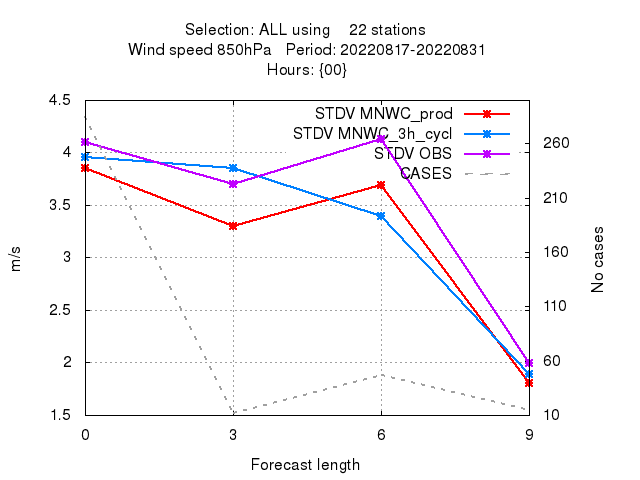 Selection: ALL using    22 stations
Wind speed 850hPa   Period: 20220817-20220831
Hours: {00}
STDV MNWC_prod
STDV MNWC_3h_cycl
STDV OBS
CASES
4.5
4
3.5
3
2.5
2
1.5
m/s
260
210
160
110
60
10
No cases
0
3
6
9
Forecast length